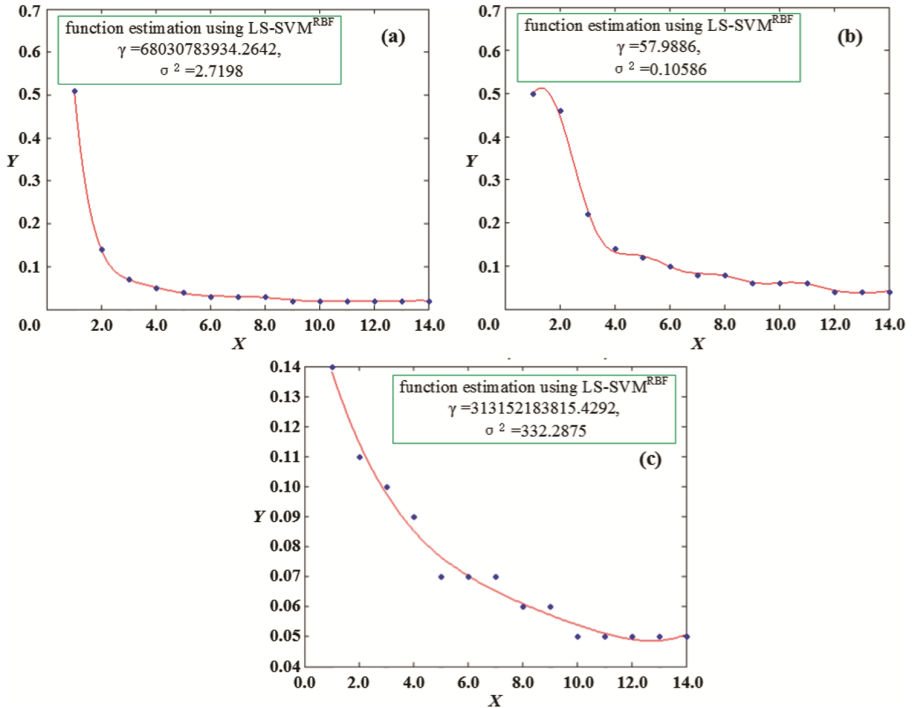 function estimation using LS-SVM^RBF
γ =68030783934.2642,
σ ² =2.7198
(a)
0.7
0.6
0.5
0.4
Y
0.3
0.2
0.1
0.0
2.0 4.0 6.0 8.0 10.0 12.0 14.0
X
function estimation using LS-SVM^RBF
γ =57.9886,
σ ² =0.10586
(b)
0.7
0.6
0.5
0.4
Y
0.3
0.2
0.1
0.0
2.0 4.0 6.0 8.0 10.0 12.0 14.0
X
function estimation using LS-SVM^RBF
γ =313152183815.4292,
σ ² =332.2875
(c)
0.14
0.13
0.12
0.11
0.10
Y 0.09
0.08
0.07
0.06
0.05
0.04
0.0 2.0 4.0 6.0 8.0 10.0 12.0 14.0
X